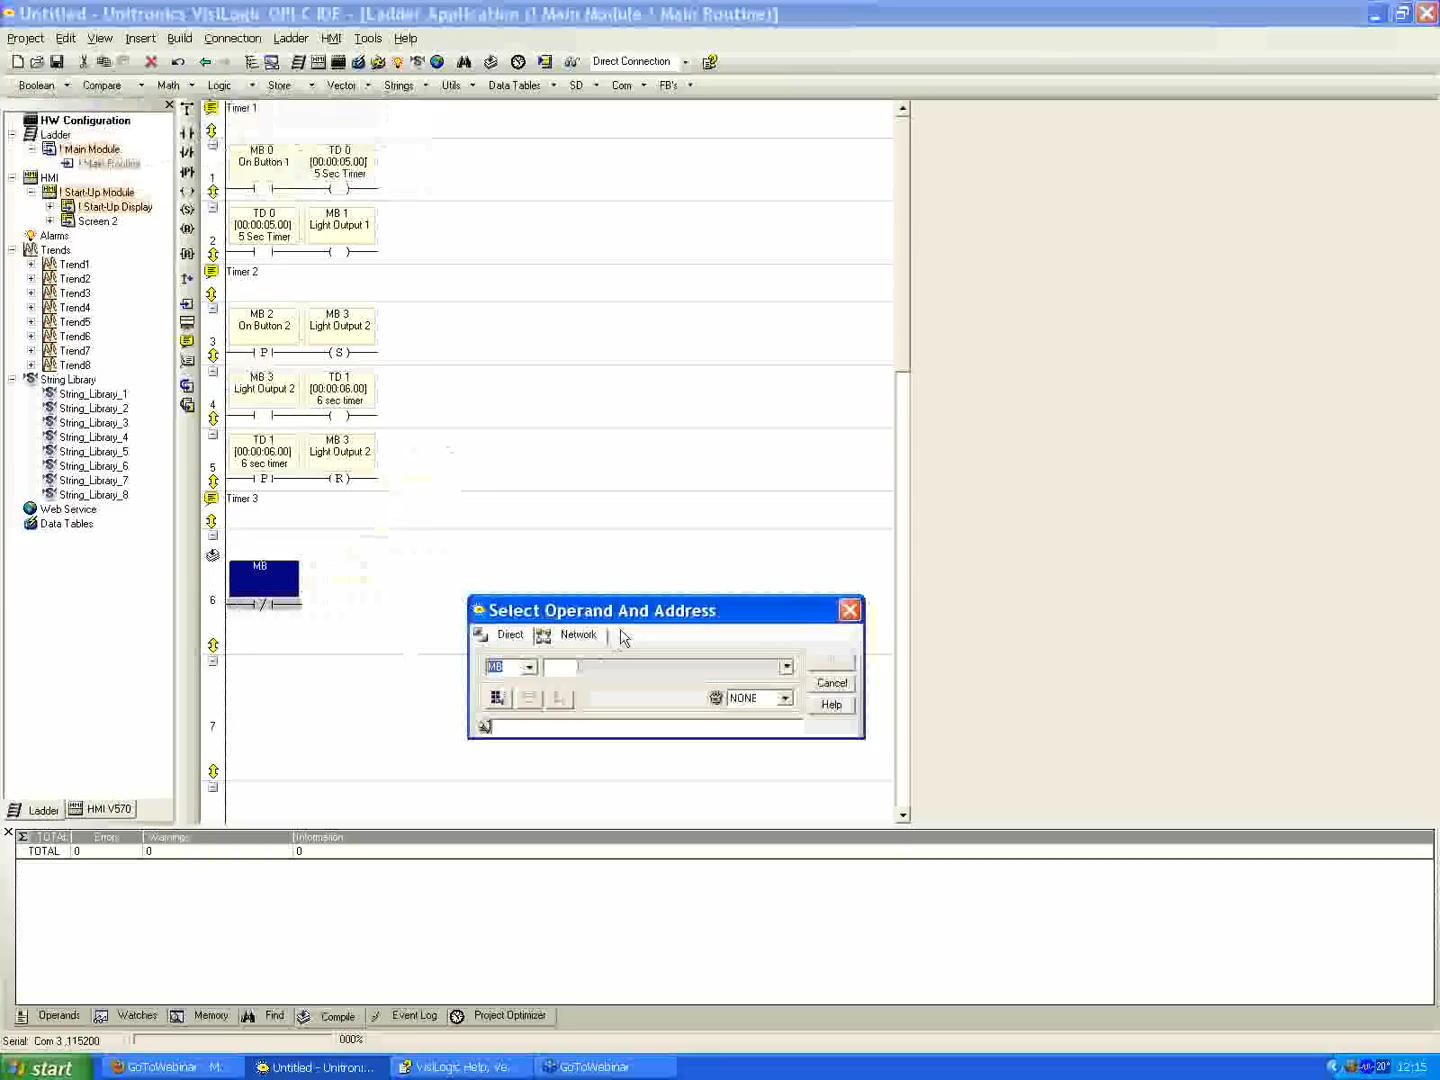 Untitled - Unitronics VisiLogic OPLC IDE - [Ladder Application (! Main Module ! Main Routine)]
Project Edit View Insert Build Connection Ladder HMI Tools Help
Direct Connection
Boolean Compare Math Logic Store Vector Strings Utils Data Tables SD Com FB's
HW Configuration
Ladder
! Main Module
! Main Routine
HMI
! Start-Up Module
! Start-Up Display
Screen 2
Alarms
Trends
Trend1
Trend2
Trend3
Trend4
Trend5
Trend6
Trend7
Trend8
String Library
String_Library_1
String_Library_2
String_Library_3
String_Library_4
String_Library_5
String_Library_6
String_Library_7
String_Library_8
Web Service
Data Tables
Ladder HMI V570
Timer 1
MB 0 TD 0
On Button 1 [00:00:05.00]
5 Sec Timer
1
TD 0 MB 1
[00:00:05.00] Light Output 1
5 Sec Timer
2
Timer 2
MB 2 MB 3
On Button 2 Light Output 2
3
P (S)
MB 3 TD 1
Light Output 2 [00:00:06.00]
6 sec timer
4
TD 1 MB 3
[00:00:06.00] Light Output 2
6 sec timer
5
P (R)
Timer 3
MB
6
7
Select Operand And Address
Direct Network
MB
Cancel
NONE
Help
TOTAL Errors Warnings Information
TOTAL 0 0 0
Operands Watches Memory Find Compile Event Log Project Optimizer
Serial: Com 3 ,115200 000%
start GoToWebinar M... Untitled - Unitroni... VisiLogic Help, Ve... GoToWebinar 20° 12:15